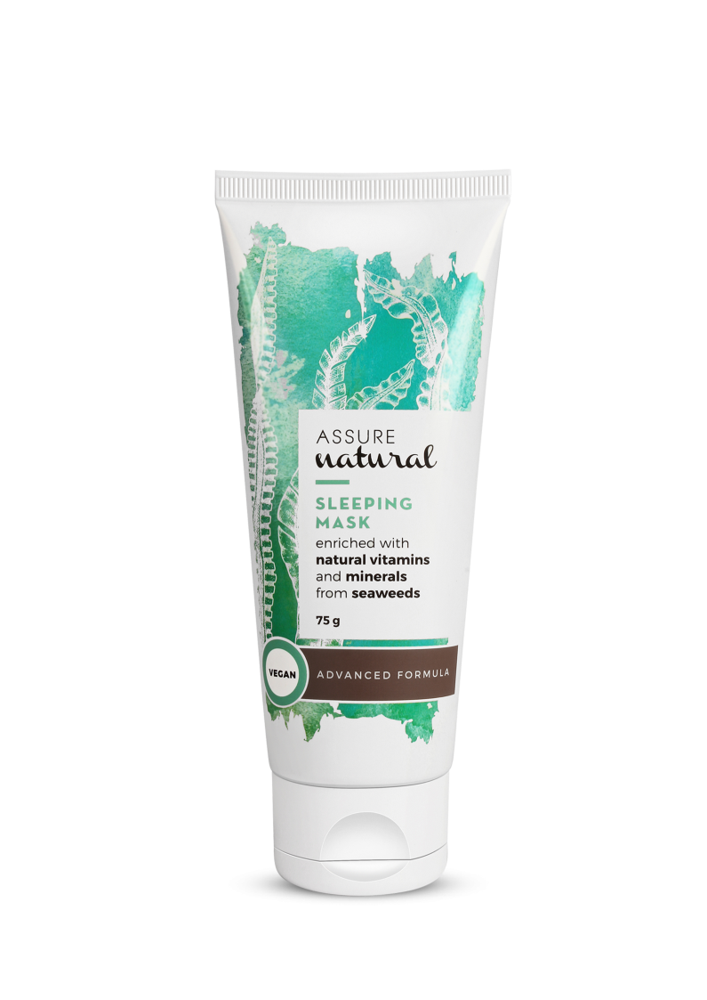 ASSURE
natural
SLEEPING
MASK
enriched with
natural vitamins
and minerals
from seaweeds
75 g
VEGAN
ADVANCED FORMULA